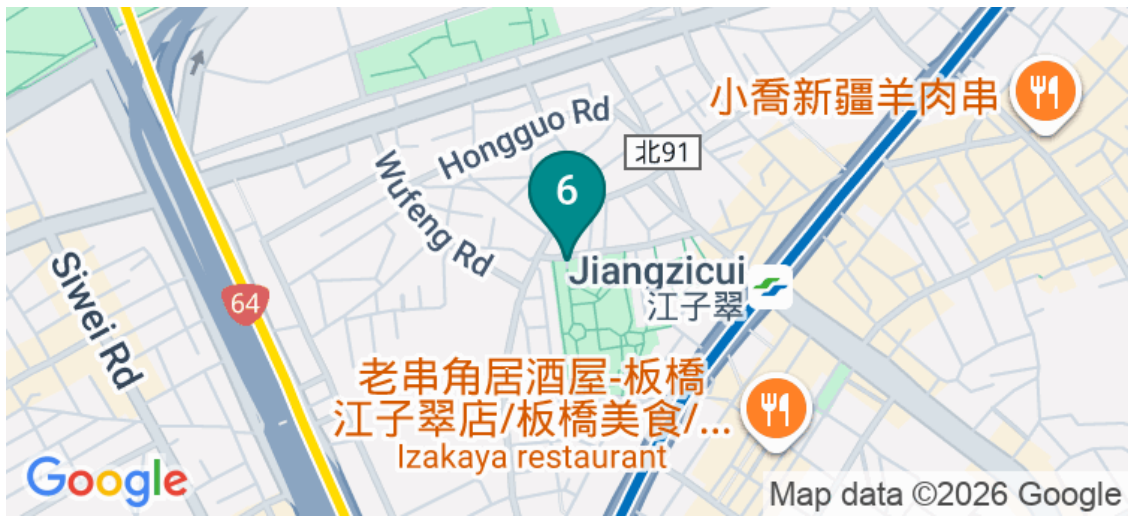 小喬新疆羊肉串
Hongguo Rd
北91
Wufeng Rd
6
Siwei Rd
Jiangzicui
江子翠
64
老串角居酒屋-板橋
江子翠店/板橋美食/...
Izakaya restaurant
Google
Map data ©2026 Google